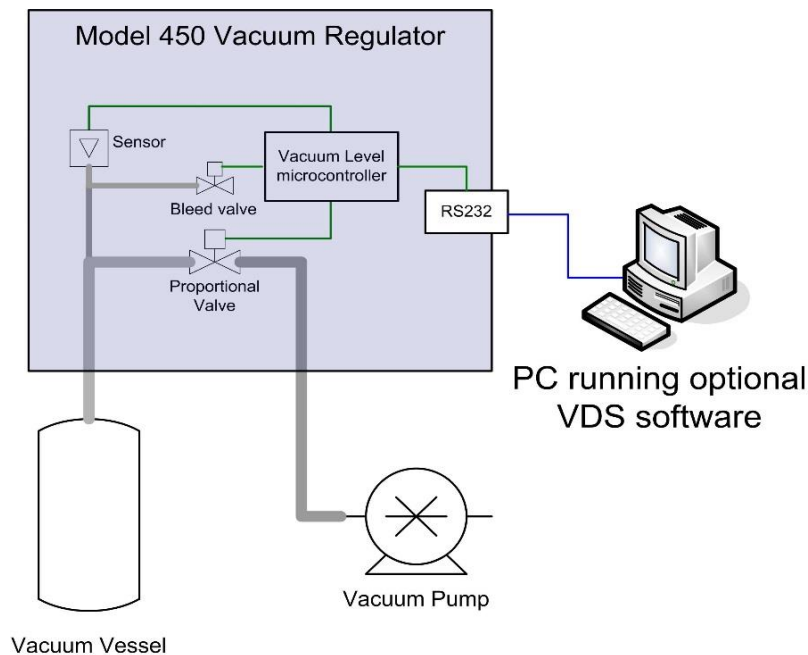 Model 450 Vacuum Regulator
Sensor
Vacuum Level
microcontroller
Bleed valve
RS232
Proportional
Valve
PC running optional
VDS software
Vacuum Pump
Vacuum Vessel